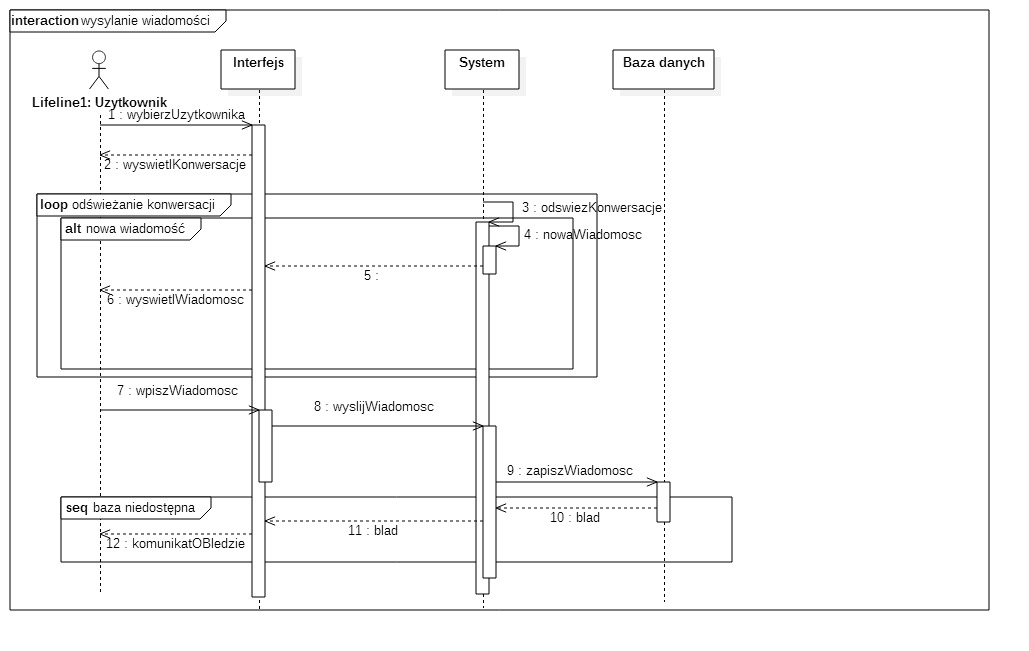 interaction wysylanie wiadomości
Interfejs
System
Baza danych
Lifeline1: Uzytkownik
1 : wybierzUzytkownika
2 : wyswietlKonwersacje
loop odświeżanie konwersacji
3 : odswiezKonwersacje
alt nowa wiadomość
4 : nowaWiadomosc
5 :
6 : wyswietlWiadomosc
7 : wpiszWiadomosc
8 : wyslijWiadomosc
9 : zapiszWiadomosc
seq baza niedostępna
10 : blad
11 : blad
12 : komunikatOBledzie